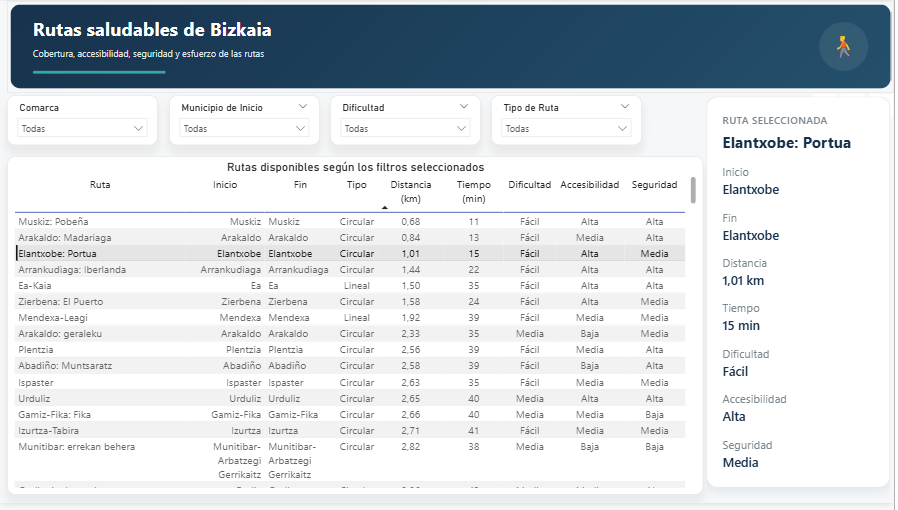 Rutas saludables de Bizkaia
Cobertura, accesibilidad, seguridad y esfuerzo de las rutas
Comarca
Todas
Municipio de Inicio
Todas
Dificultad
Todas
Tipo de Ruta
Todas
Rutas disponibles según los filtros seleccionados
Ruta Inicio Fin Tipo Distancia (km) Tiempo (min) Dificultad Accesibilidad Seguridad
Muskiz: Pobeña Muskiz Muskiz Circular 0,68 11 Fácil Alta Alta
Arakaldo: Madariaga Arakaldo Arakaldo Circular 0,84 13 Fácil Media Alta
Elantxobe: Portua Elantxobe Elantxobe Circular 1,01 15 Fácil Alta Media
Arrankudiaga: Iberlanda Arrankudiaga Arrankudiaga Circular 1,44 22 Fácil Alta Alta
Ea-Kaia Ea Ea Lineal 1,50 35 Fácil Alta Alta
Zierbena: El Puerto Zierbena Zierbena Circular 1,58 24 Fácil Alta Media
Mendexa-Leagi Mendexa Mendexa Lineal 1,92 39 Fácil Media Media
Arakaldo: geraleku Arakaldo Arakaldo Circular 2,33 35 Media Baja Media
Plentzia Plentzia Plentzia Circular 2,56 39 Fácil Media Alta
Abadiño: Muntsaratz Abadiño Abadiño Circular 2,58 39 Fácil Baja Alta
Ispaster Ispaster Ispaster Circular 2,63 35 Fácil Media Media
Urduliz Urduliz Urduliz Circular 2,65 40 Media Alta Alta
Gamiz-Fika: Fika Gamiz-Fika Gamiz-Fika Circular 2,66 40 Media Media Baja
Izurtza-Tabira Izurtza Izurtza Circular 2,71 41 Fácil Media Media
Munitibar: errekan behera Munitibar-Arbatzegi Gerrikaitz Munitibar-Arbatzegi Gerrikaitz Circular 2,82 38 Media Baja Baja
RUTA SELECCIONADA
Elantxobe: Portua
Inicio
Elantxobe
Fin
Elantxobe
Distancia
1,01 km
Tiempo
15 min
Dificultad
Fácil
Accesibilidad
Alta
Seguridad
Media